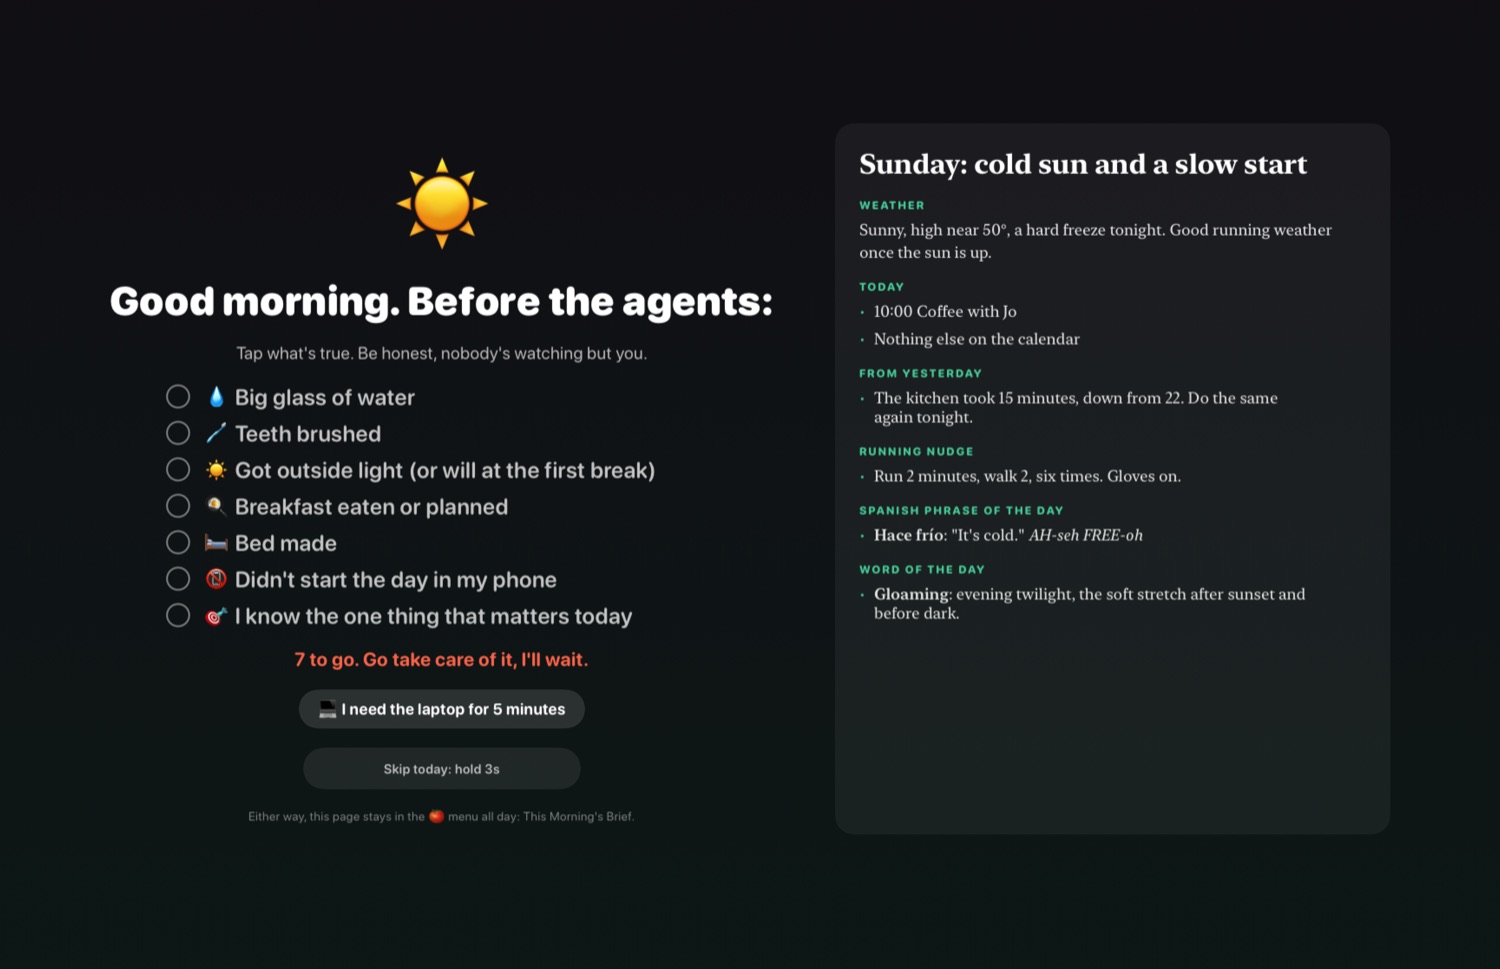 Good morning. Before the agents:
Tap what's true. Be honest, nobody's watching but you.
Big glass of water
Teeth brushed
Got outside light (or will at the first break)
Breakfast eaten or planned
Bed made
Didn't start the day in my phone
I know the one thing that matters today
7 to go. Go take care of it, I'll wait.
I need the laptop for 5 minutes
Skip today: hold 3s
Either way, this page stays in the 🍅 menu all day: This Morning's Brief.
Sunday: cold sun and a slow start
WEATHER
Sunny, high near 50°, a hard freeze tonight. Good running weather
once the sun is up.
TODAY
· 10:00 Coffee with Jo
· Nothing else on the calendar
FROM YESTERDAY
· The kitchen took 15 minutes, down from 22. Do the same
again tonight.
RUNNING NUDGE
· Run 2 minutes, walk 2, six times. Gloves on.
SPANISH PHRASE OF THE DAY
· Hace frío: "It's cold." AH-seh FREE-oh
WORD OF THE DAY
· Gloaming: evening twilight, the soft stretch after sunset and
before dark.